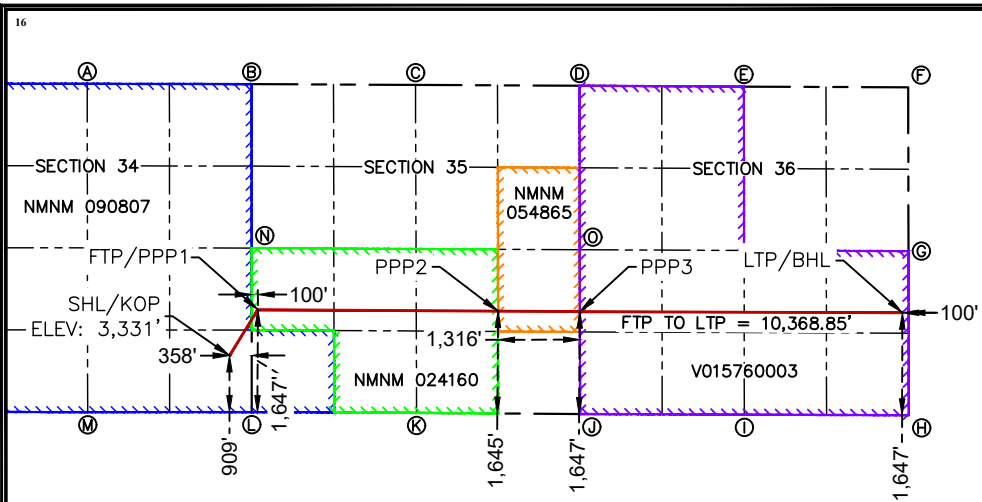 16
A
B
C
D
E
F
SECTION 34
SECTION 35
SECTION 36
NMNM 090807
NMNM
054865
N
O
G
FTP/PPP1
PPP2
PPP3
LTP/BHL
100'
SHL/KOP
ELEV: 3,331'
100'
1,316'
FTP TO LTP = 10,368.85'
358'
NMNM 024160
V015760003
M
L
K
J
I
H
909'
1,647'
1,645'
1,647'
1,647'